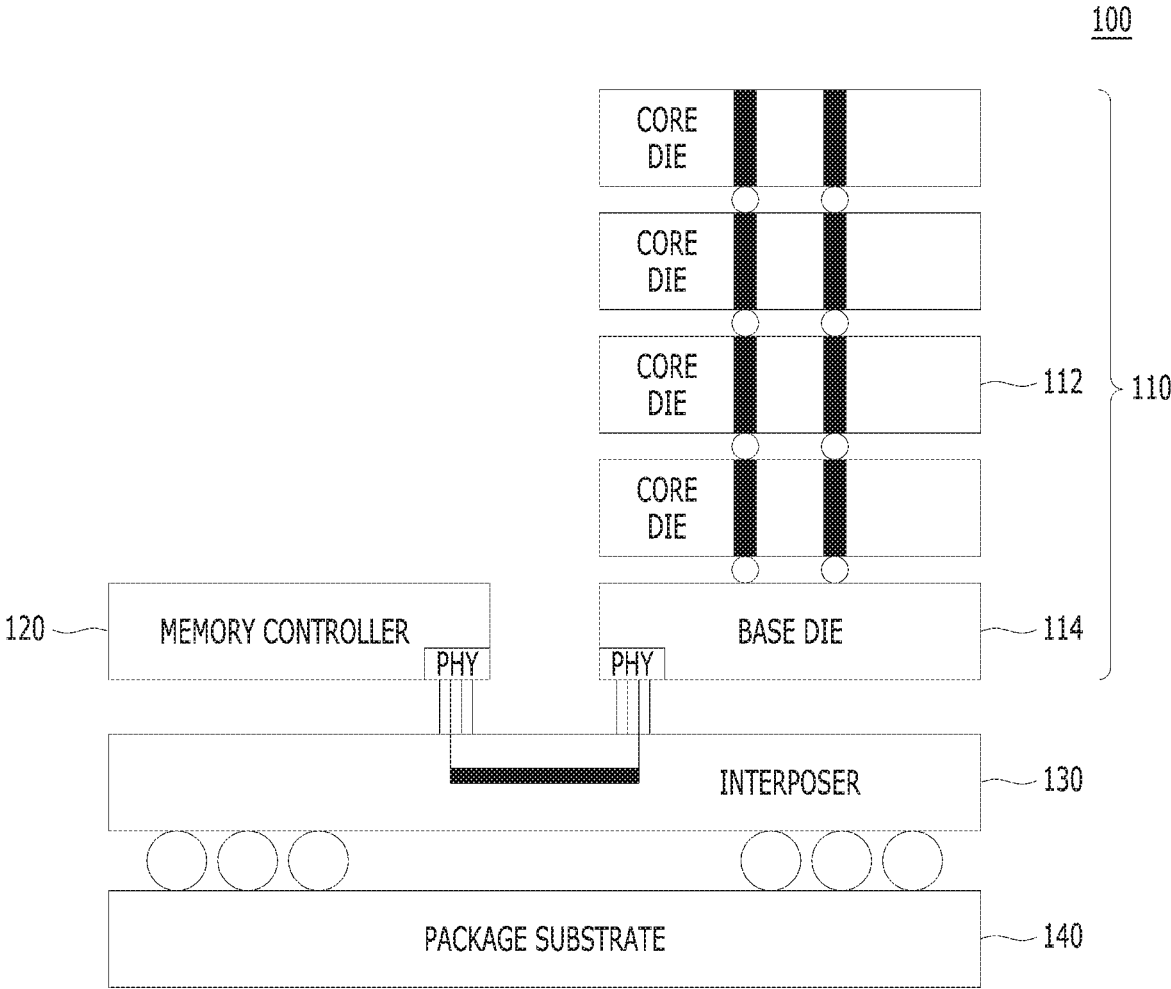 100
CORE
DIE
CORE
DIE
CORE
DIE
112
110
CORE
DIE
120
MEMORY CONTROLLER
PHY
BASE DIE
PHY
114
INTERPOSER
130
PACKAGE SUBSTRATE
140